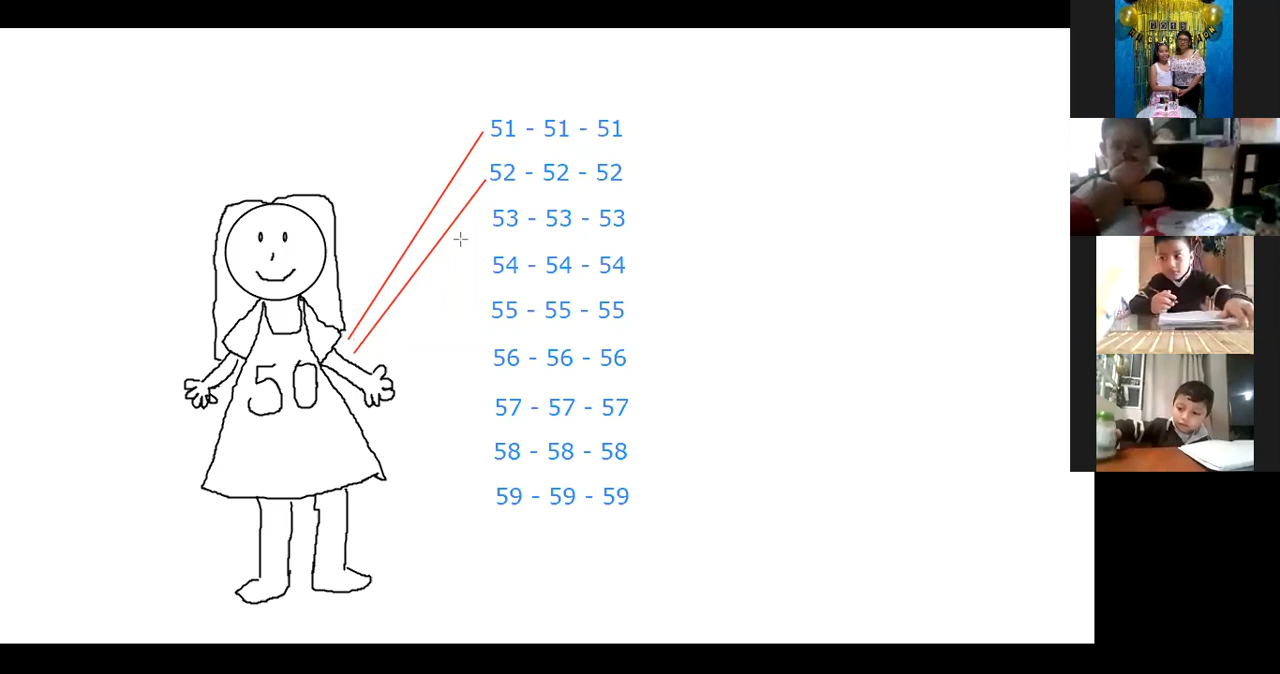 51 - 51 - 51
52 - 52 - 52
53 - 53 - 53
54 - 54 - 54
55 - 55 - 55
50
56 - 56 - 56
57 - 57 - 57
58 - 58 - 58
59 - 59 - 59